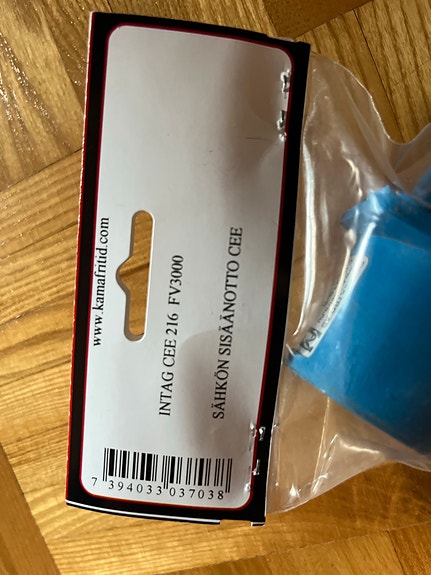 www.kamafritid.com
INTAG CEE 216 FV3000
SÄHKÖN SISÄÄNOTTO CEE
7 394033 037038